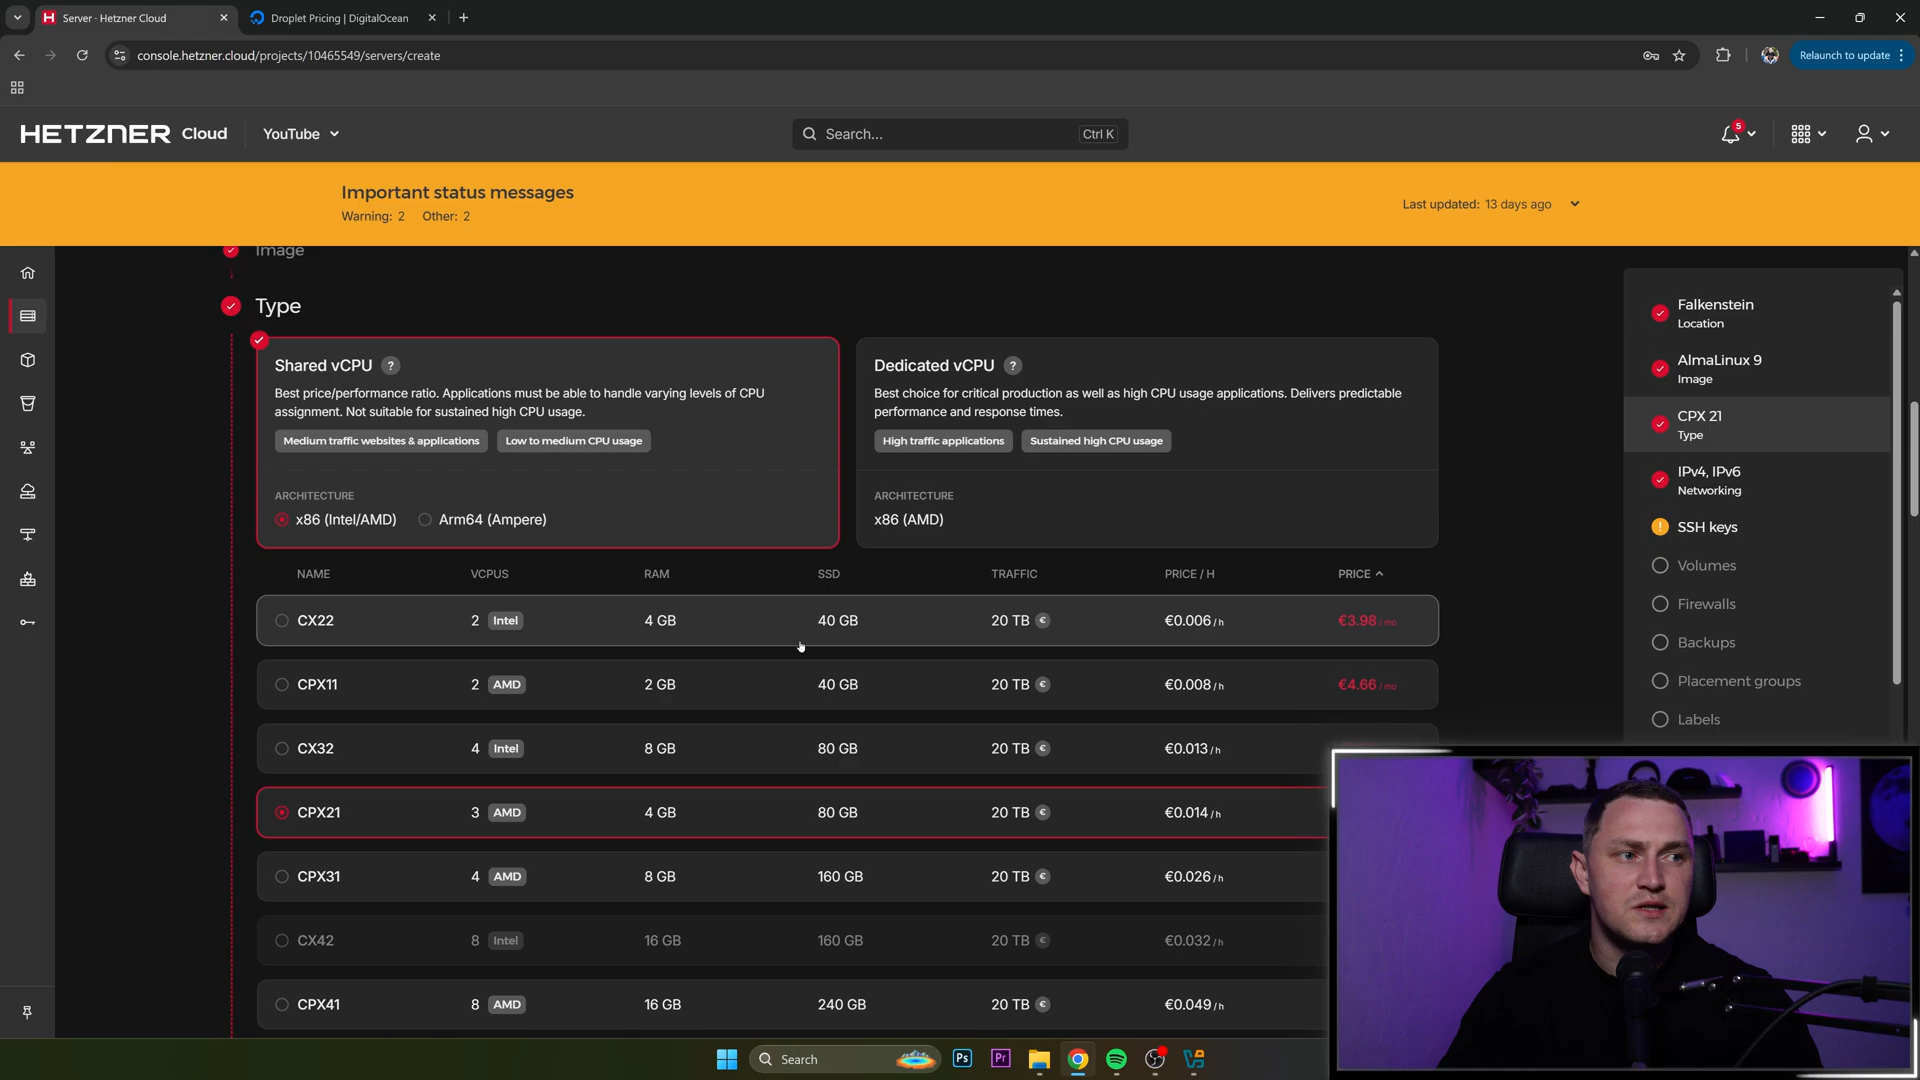 Server · Hetzner Cloud
Droplet Pricing | DigitalOcean
console.hetzner.cloud/projects/10465549/servers/create
Relaunch to update
HETZNER Cloud
YouTube
Search...
Ctrl K
5
Important status messages
Warning: 2 Other: 2
Last updated: 13 days ago
Image
Type
Shared vCPU ?
Best price/performance ratio. Applications must be able to handle varying levels of CPU
assignment. Not suitable for sustained high CPU usage.
Medium traffic websites & applications
Low to medium CPU usage
ARCHITECTURE
x86 (Intel/AMD)
Arm64 (Ampere)
Dedicated vCPU ?
Best choice for critical production as well as high CPU usage applications. Delivers predictable
performance and response times.
High traffic applications
Sustained high CPU usage
ARCHITECTURE
x86 (AMD)
NAME VCPUS RAM SSD TRAFFIC PRICE / H PRICE
CX22 2 Intel 4 GB 40 GB 20 TB € €0.006 / h €3.98 / mo
CPX11 2 AMD 2 GB 40 GB 20 TB € €0.008 / h €4.66 / mo
CX32 4 Intel 8 GB 80 GB 20 TB € €0.013 / h
CPX21 3 AMD 4 GB 80 GB 20 TB € €0.014 / h
CPX31 4 AMD 8 GB 160 GB 20 TB € €0.026 / h
CX42 8 Intel 16 GB 160 GB 20 TB € €0.032 / h
CPX41 8 AMD 16 GB 240 GB 20 TB € €0.049 / h
Falkenstein
Location
AlmaLinux 9
Image
CPX 21
Type
IPv4, IPv6
Networking
SSH keys
Volumes
Firewalls
Backups
Placement groups
Labels
Search
Ps
Pr